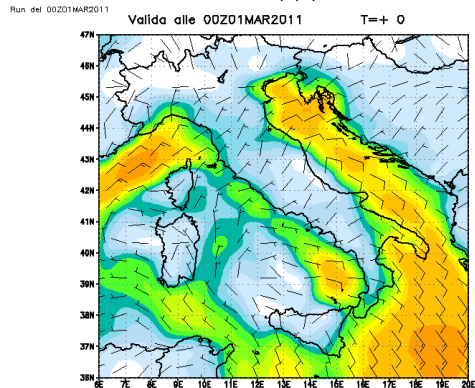 Run del 00Z01MAR2011
Valida alle 00Z01MAR2011 T=+ 0
47N
46N
45N
44N
43N
42N
41N
40N
39N
38N
37N
36N
6E 7E 8E 9E 10E 11E 12E 13E 14E 15E 16E 17E 18E 19E